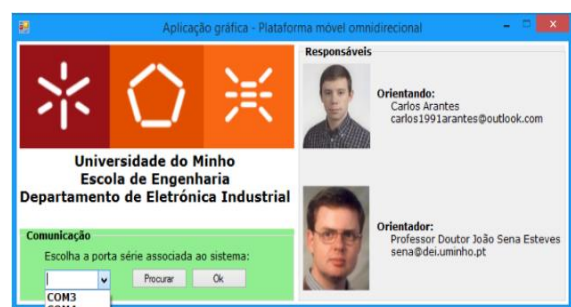 Aplicação gráfica - Plataforma móvel omnidirecional
Universidade do Minho
Escola de Engenharia
Departamento de Eletrónica Industrial
Comunicação
Escolha a porta série associada ao sistema:
Procurar
Ok
COM3
Responsáveis
Orientando:
Carlos Arantes
carlos1991arantes@outlook.com
Orientador:
Professor Doutor João Sena Esteves
sena@dei.uminho.pt